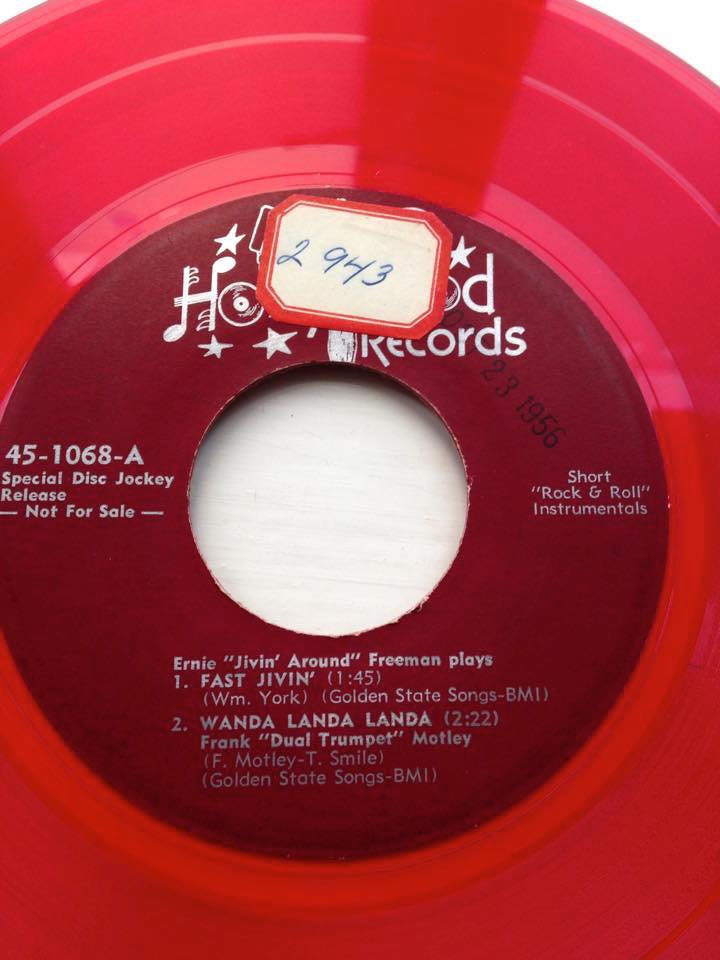 2 943
Records
23 1956
45-1068-A
Special Disc Jockey
Release
— Not For Sale —
Short
"Rock & Roll"
Instrumentals
Ernie "Jivin' Around" Freeman plays
1. FAST JIVIN' (1:45)
(Wm. York) (Golden State Songs-BMI)
2. WANDA LANDA LANDA (2:22)
Frank "Dual Trumpet" Motley
(F. Motley-T. Smile)
(Golden State Songs-BMI)